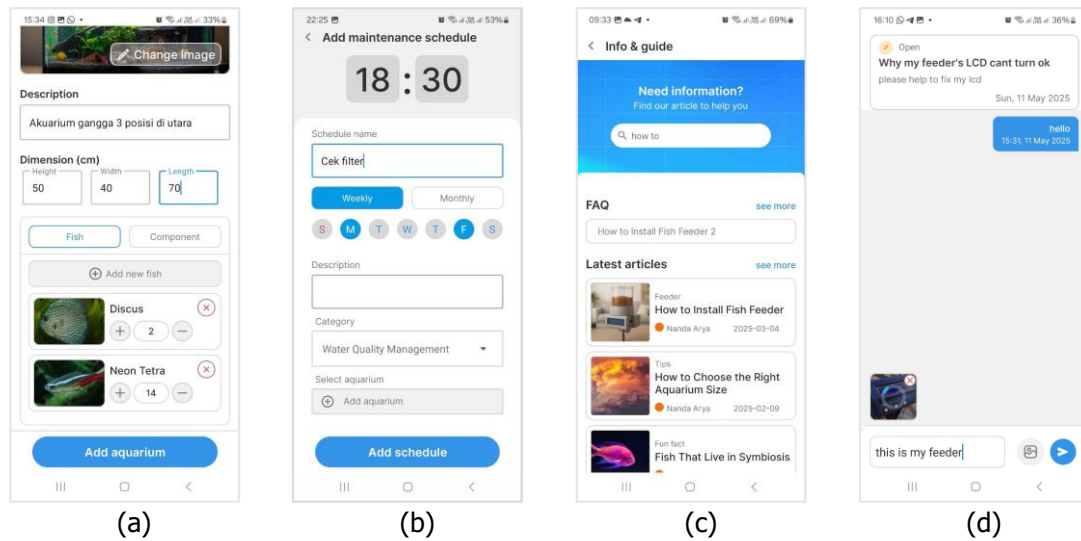 15:34
33%
Change image
Description
Akuarium gangga 3 posisi di utara
Dimension (cm)
Height Width Length
50 40 70
Fish Component
Add new fish
Discus
2
Neon Tetra
14
Add aquarium
(a)
22:25
53%
Add maintenance schedule
18 : 30
Schedule name
Cek filter
Weekly Monthly
S M T W T F S
Description
Category
Water Quality Management
Select aquarium
Add aquarium
Add schedule
(b)
09:33
69%
Info & guide
Need information?
Find our article to help you
how to
FAQ see more
How to Install Fish Feeder 2
Latest articles see more
Feeder
How to Install Fish Feeder
Nanda Arya 2025-03-04
Tips
How to Choose the Right
Aquarium Size
Nanda Arya 2025-02-09
Fun fact
Fish That Live in Symbiosis
(c)
16:10
36%
Open
Why my feeder's LCD cant turn ok
please help to fix my lcd
Sun, 11 May 2025
hello
15:31, 11 May 2025
this is my feeder
(d)